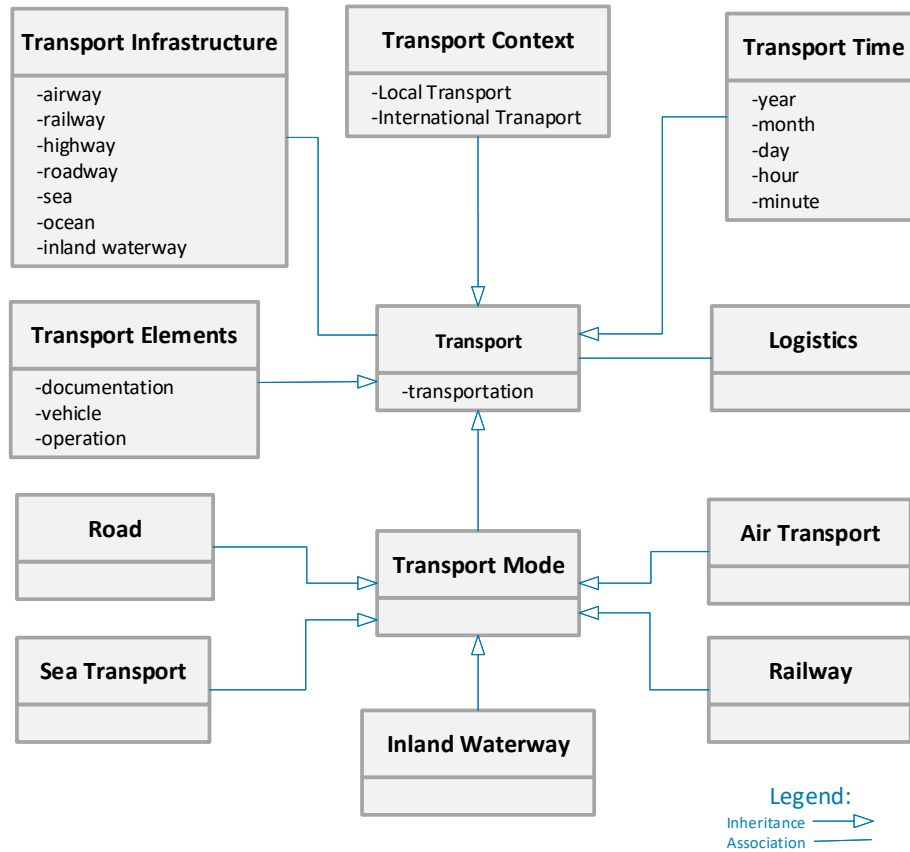 Transport Infrastructure
-airway
-railway
-highway
-roadway
-sea
-ocean
-inland waterway
Transport Context
-Local Transport
-International Tranaport
Transport Time
-year
-month
-day
-hour
-minute
Transport Elements
-documentation
-vehicle
-operation
Transport
-transportation
Logistics
Road
Transport Mode
Air Transport
Sea Transport
Inland Waterway
Railway
Legend:
Inheritance
Association